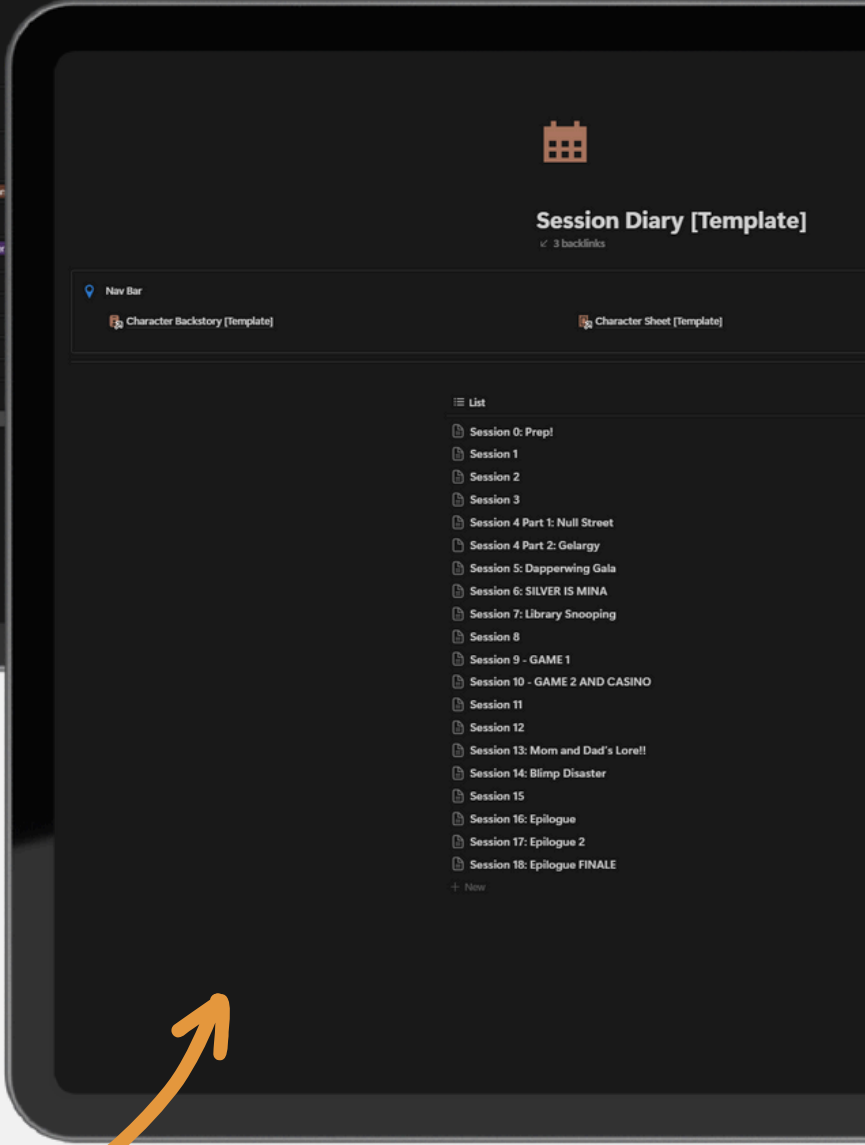 Session Diary [Template]
↙ 3 backlinks
Nav Bar
Character Backstory [Template]
Character Sheet [Template]
List
Session 0: Prep!
Session 1
Session 2
Session 3
Session 4 Part 1: Null Street
Session 4 Part 2: Gelargy
Session 5: Dapperwing Gala
Session 6: SILVER IS MINA
Session 7: Library Snooping
Session 8
Session 9 - GAME 1
Session 10 - GAME 2 AND CASINO
Session 11
Session 12
Session 13: Mom and Dad's Lore!!
Session 14: Blimp Disaster
Session 15
Session 16: Epilogue
Session 17: Epilogue 2
Session 18: Epilogue FINALE
+ New